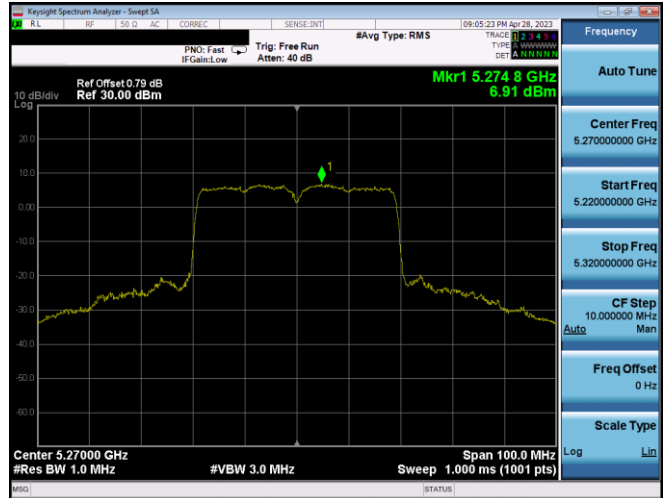 Keysight Spectrum Analyzer - Swept SA
RL RF 50 Ω AC CORREC SENSE:INT 09:05:23 PM Apr 28, 2023
#Avg Type: RMS
TRACE 1 2 3 4 5 6
TYPE A WWWWW
DET A N N N N N
PNO: Fast
IFGain:Low
Trig: Free Run
Atten: 40 dB
Mkr1 5.274 8 GHz
6.91 dBm
Ref Offset 0.79 dB
10 dB/div Ref 30.00 dBm
Log
20.0
10.0
0.00
-10.0
-20.0
-30.0
-40.0
-50.0
-60.0
1
Center 5.27000 GHz
Span 100.0 MHz
#Res BW 1.0 MHz
#VBW 3.0 MHz
Sweep 1.000 ms (1001 pts)
MSG
STATUS
Frequency
Auto Tune
Center Freq
5.270000000 GHz
Start Freq
5.220000000 GHz
Stop Freq
5.320000000 GHz
CF Step
10.000000 MHz
Auto Man
Freq Offset
0 Hz
Scale Type
Log Lin